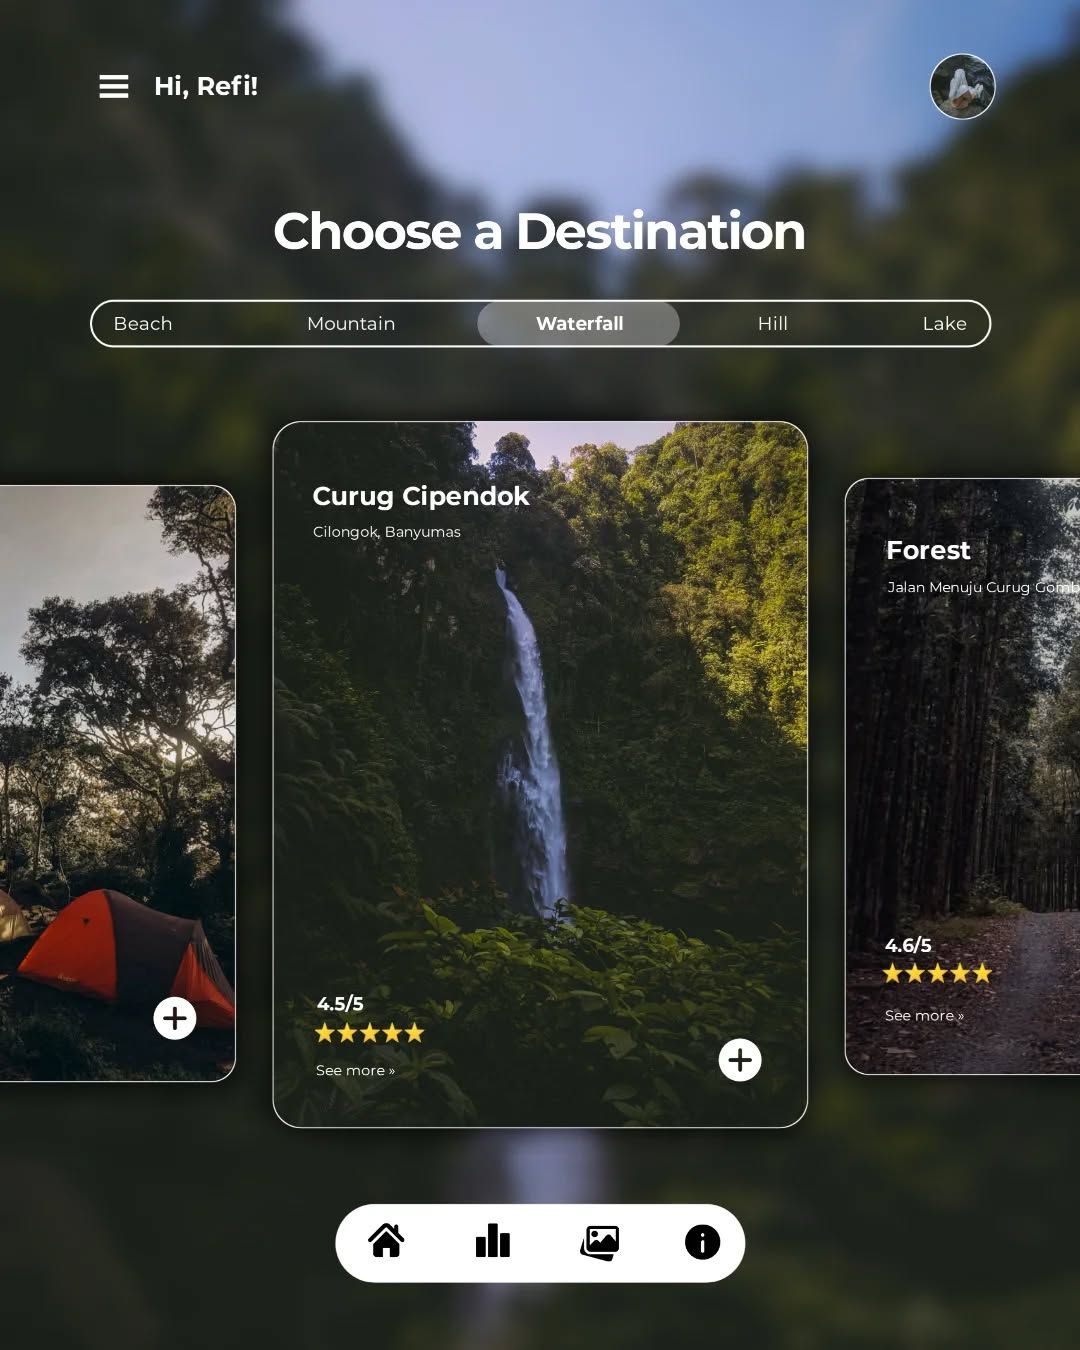 Hi, Refi!
Choose a Destination
Beach Mountain Waterfall Hill Lake
Curug Cipendok
Cilongok, Banyumas
4.5/5
See more »
Forest
Jalan Menuju Curug Gomb
4.6/5
See more »